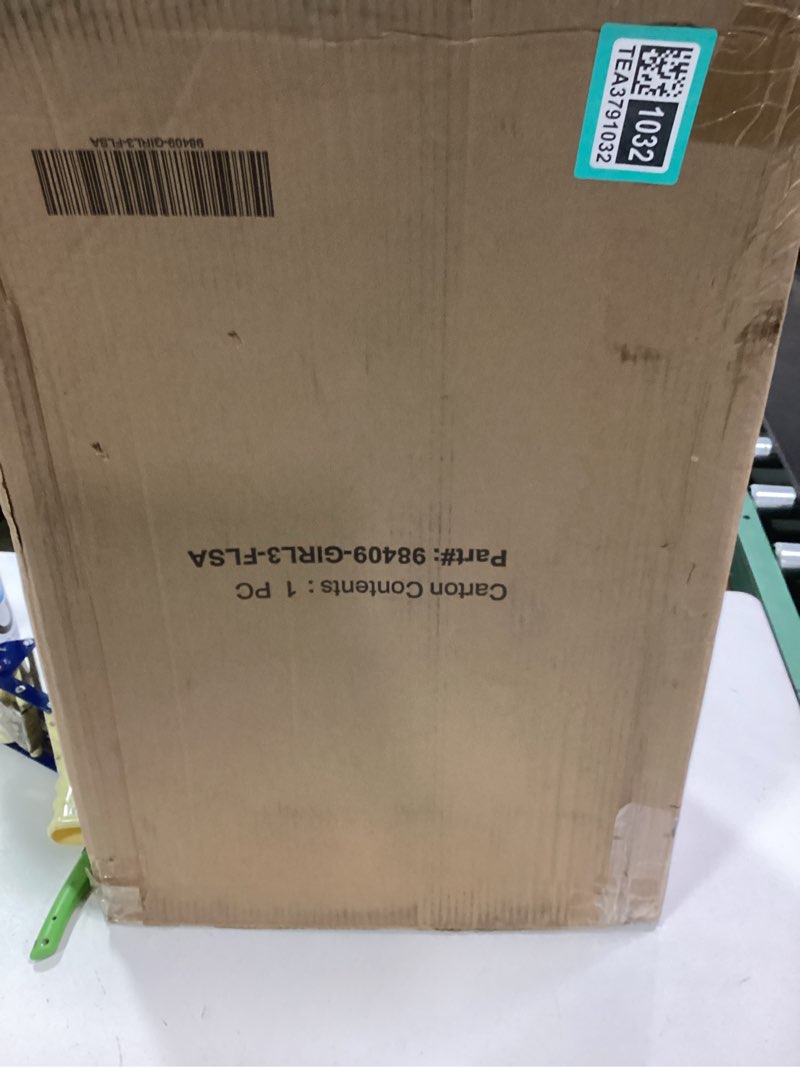 Carton Contents : 1 PC
Part#: 98409-GIRL3-FLSA
98409-GIRL3-FLSA
TEA3791032
1032